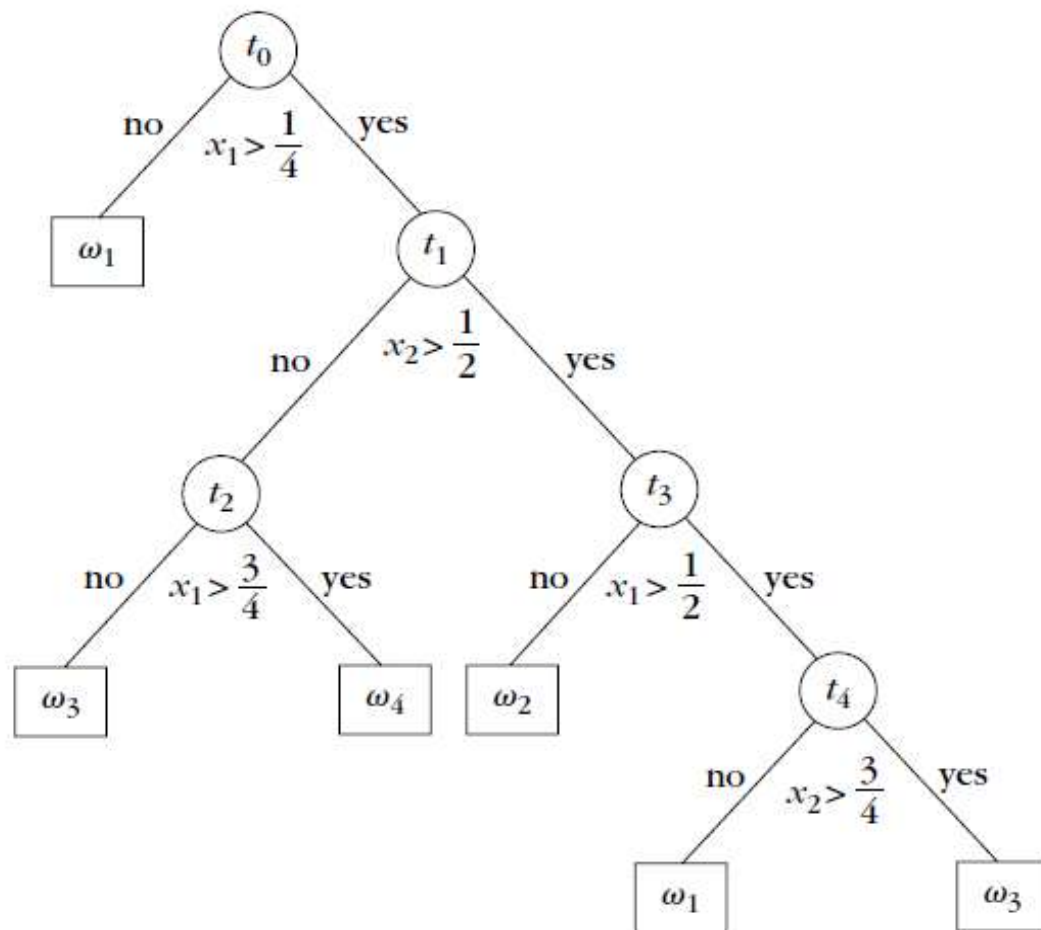 t₀
no
yes
x₁ > 1/4
ω₁
t₁
no
yes
x₂ > 1/2
t₂
t₃
no
yes
x₁ > 3/4
no
yes
x₁ > 1/2
ω₃
ω₄
ω₂
t₄
no
yes
x₂ > 3/4
ω₁
ω₃